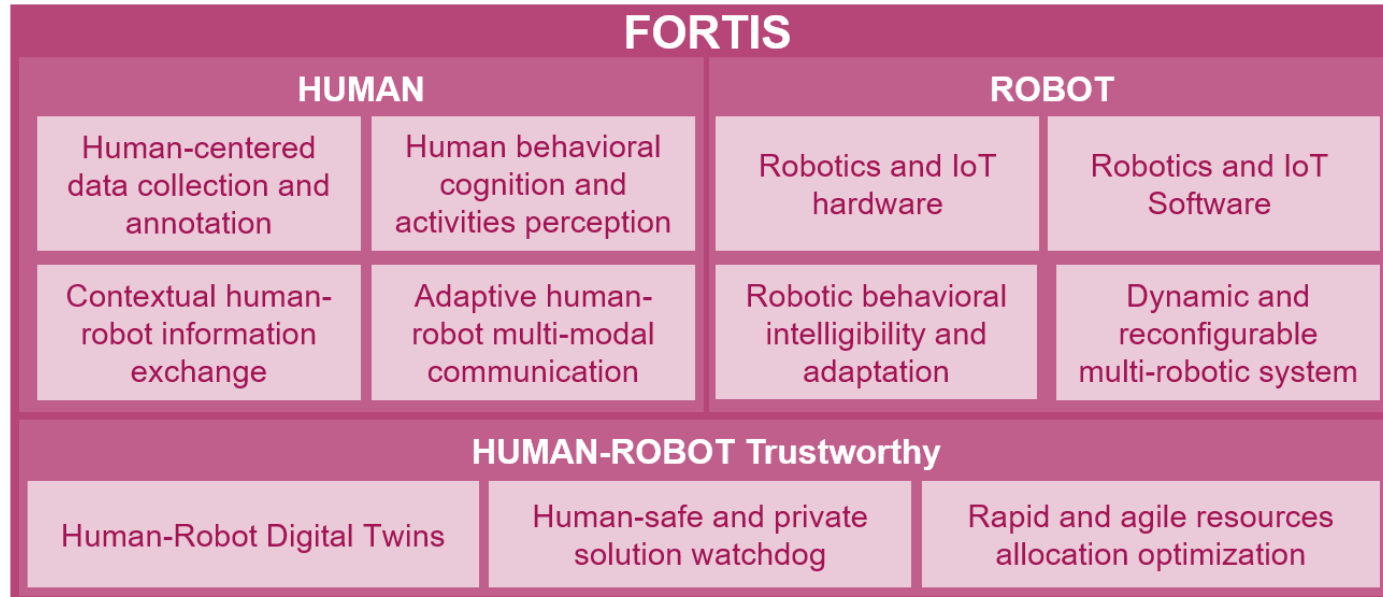 FORTIS
HUMAN
Human-centered
data collection and
annotation
Human behavioral
cognition and
activities perception
Contextual human-
robot information
exchange
Adaptive human-
robot multi-modal
communication
ROBOT
Robotics and IoT
hardware
Robotics and IoT
Software
Robotic behavioral
intelligibility and
adaptation
Dynamic and
reconfigurable
multi-robotic system
HUMAN-ROBOT Trustworthy
Human-Robot Digital Twins
Human-safe and private
solution watchdog
Rapid and agile resources
allocation optimization